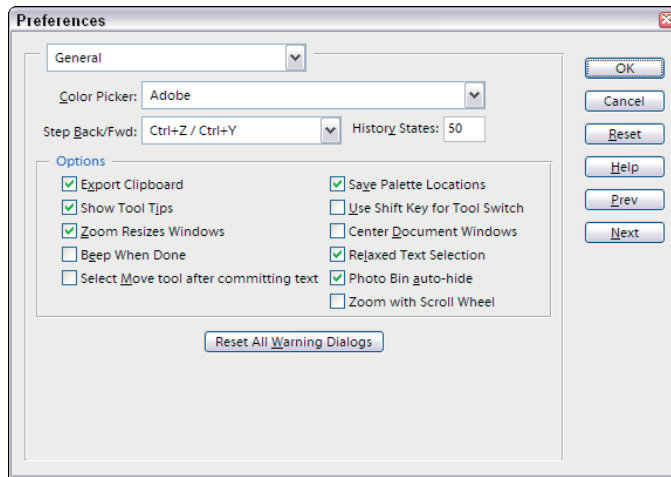 Preferences
General
Color Picker: Adobe
Step Back/Fwd: Ctrl+Z / Ctrl+Y History States: 50
Options
Export Clipboard
Show Tool Tips
Zoom Resizes Windows
Beep When Done
Select Move tool after committing text
Save Palette Locations
Use Shift Key for Tool Switch
Center Document Windows
Relaxed Text Selection
Photo Bin auto-hide
Zoom with Scroll Wheel
Reset All Warning Dialogs
OK
Cancel
Reset
Help
Prev
Next